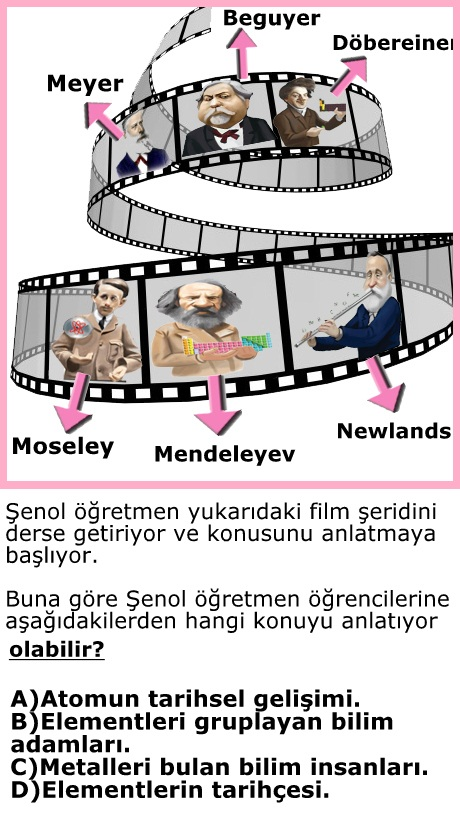 Beguyer
Döbereiner
Meyer
Moseley
Mendeleyev
Newlands
Şenol öğretmen yukarıdaki film şeridini
derse getiriyor ve konusunu anlatmaya
başlıyor.
Buna göre Şenol öğretmen öğrencilerine
aşağıdakilerden hangi konuyu anlatıyor
olabilir?
A)Atomun tarihsel gelişimi.
B)Elementleri gruplayan bilim
adamları.
C)Metalleri bulan bilim insanları.
D)Elementlerin tarihçesi.